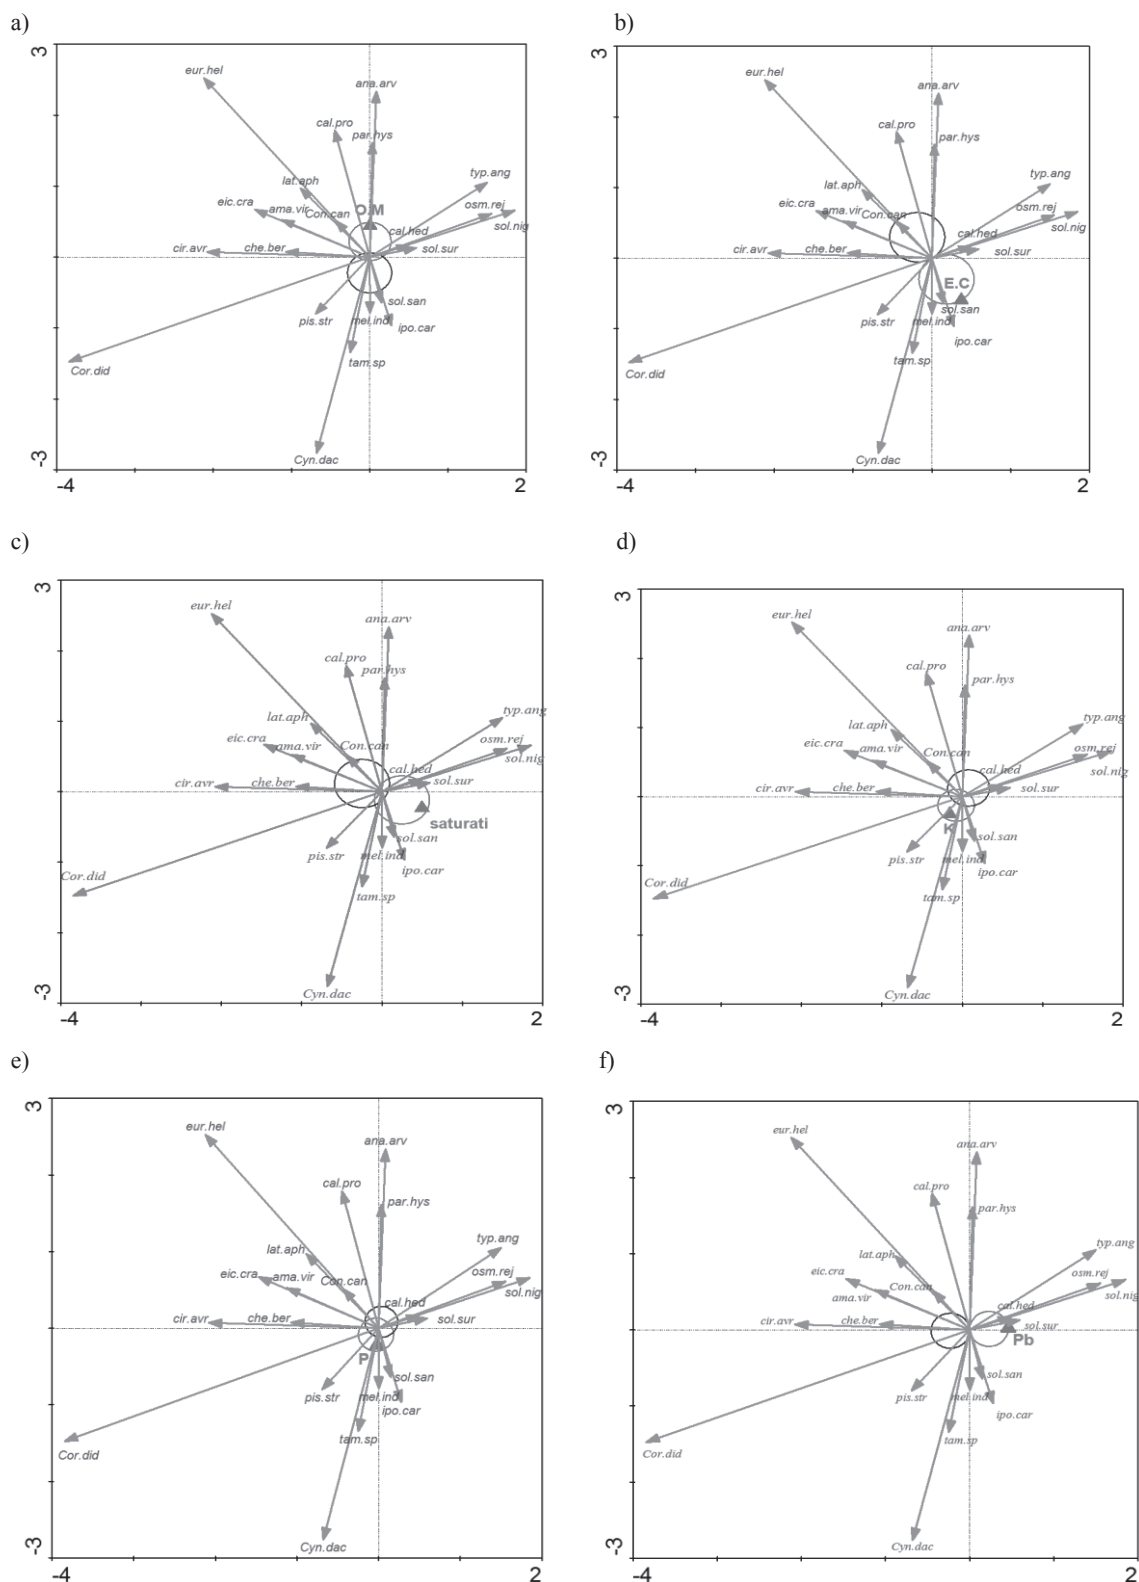 a)
3
eur.hel
ana.arv
cal.pro
par.hys
lat.aph
typ.ang
eic.cra
ama.vir
O.M
Con.can
osm.rej
sol.nig
cal.hed
cir.avr
che.ber
sol.sur
sol.san
pis.str
mel.ind
ipo.car
tam.sp
Cor.did
Cyn.dac
-3
-4
2
b)
3
eur.hel
ana.arv
cal.pro
par.hys
lat.aph
typ.ang
eic.cra
ama.vir
Con.can
osm.rej
sol.nig
cal.hed
cir.avr
che.ber
sol.sur
E.C
sol.san
pis.str
mel.ind
ipo.car
tam.sp
Cor.did
Cyn.dac
-3
-4
2
c)
3
eur.hel
ana.arv
cal.pro
par.hys
lat.aph
typ.ang
eic.cra
ama.vir
Con.can
osm.rej
sol.nig
cal.hed
cir.avr
che.ber
sol.sur
saturati
sol.san
pis.str
mel.ind
ipo.car
Cor.did
tam.sp
Cyn.dac
-3
-4
2
d)
3
eur.hel
ana.arv
cal.pro
par.hys
lat.aph
typ.ang
eic.cra
ama.vir
Con.can
osm.rej
sol.nig
cal.hed
cir.avr
che.ber
sol.sur
K
sol.san
pis.str
mel.ind
ipo.car
Cor.did
tam.sp
Cyn.dac
-3
-4
2
e)
3
eur.hel
ana.arv
cal.pro
par.hys
lat.aph
typ.ang
eic.cra
ama.vir
Con.can
osm.rej
sol.nig
cal.hed
cir.avr
che.ber
sol.sur
P
sol.san
pis.str
mel.ind
ipo.car
tam.sp
Cor.did
Cyn.dac
-3
-4
2
f)
3
eur.hel
ana.arv
cal.pro
par.hys
lat.aph
typ.ang
eic.cra
ama.vir
Con.can
osm.rej
sol.nig
cal.hed
cir.avr
che.ber
sol.sur
Pb
sol.san
pis.str
mel.ind
ipo.car
tam.sp
Cor.did
Cyn.dac
-3
-4
2